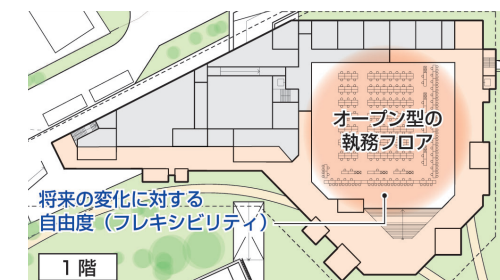 オープン型の
執務フロア
将来の変化に対する
自由度（フレキシビリティ）
1階